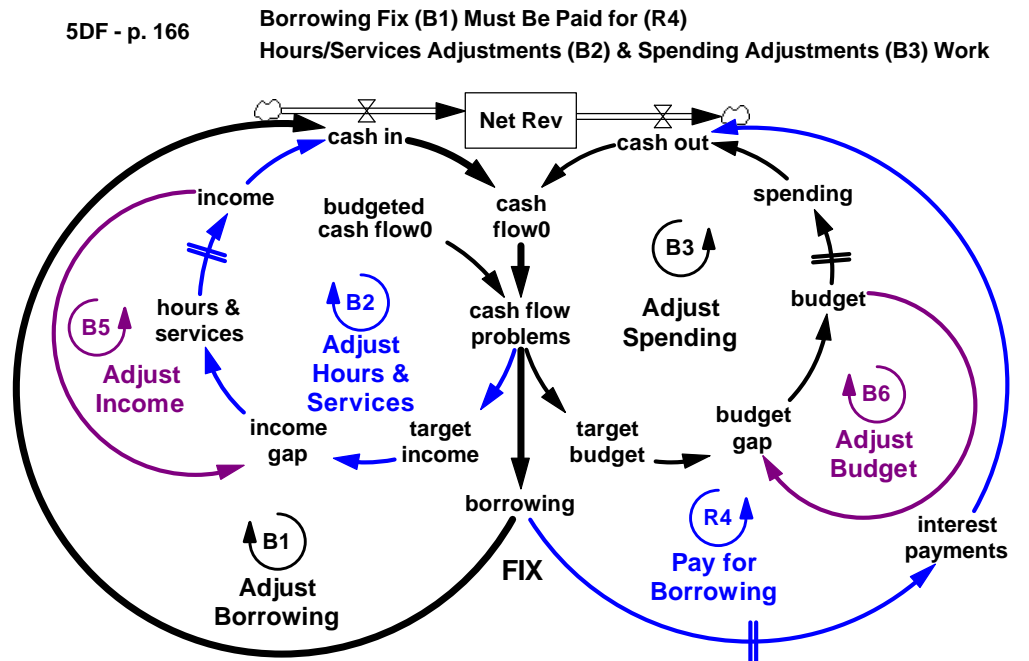 5DF - p. 166
Borrowing Fix (B1) Must Be Paid for (R4)
Hours/Services Adjustments (B2) & Spending Adjustments (B3) Work
Net Rev
cash in
cash out
income
budgeted
cash flow0
cash
flow0
spending
B3
B5
hours &
services
B2
cash flow
problems
Adjust
Spending
budget
Adjust
Income
Adjust
Hours &
Services
B6
Adjust
Budget
income
gap
target
income
target
budget
budget
gap
borrowing
R4
Pay for
Borrowing
interest
payments
B1
Adjust
Borrowing
FIX